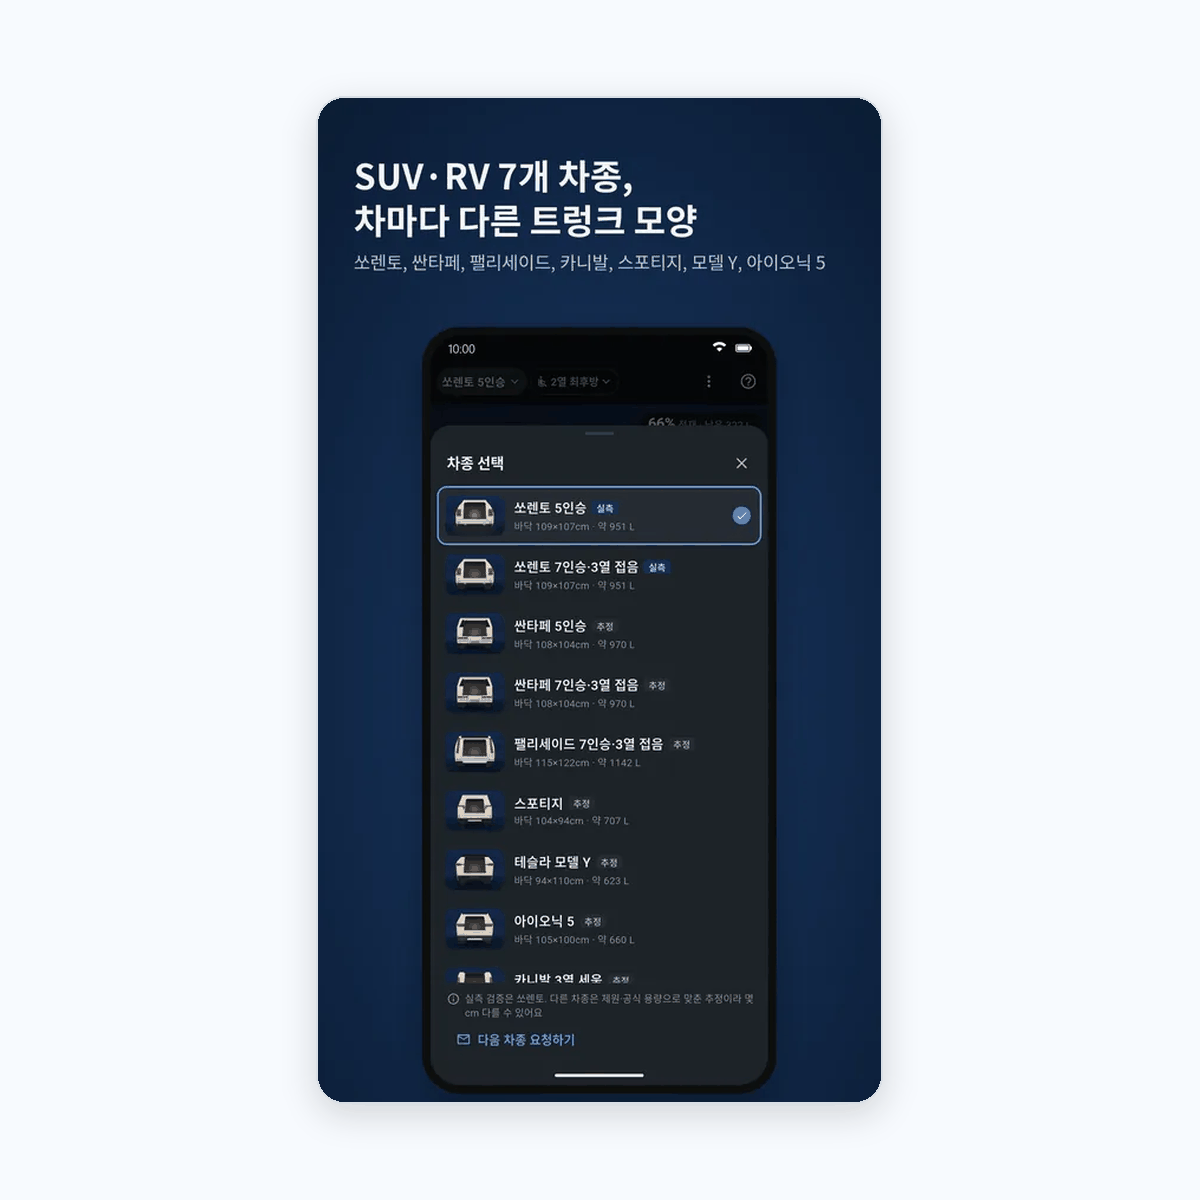 SUV·RV 7개 차종,
차마다 다른 트렁크 모양
쏘렌토, 싼타페, 팰리세이드, 카니발, 스포티지, 모델 Y, 아이오닉 5
10:00
쏘렌토 5인승
2열 최후방
66%
차종 선택
쏘렌토 5인승 실측
바닥 109×107cm · 약 951 L
쏘렌토 7인승·3열 접음 실측
바닥 109×107cm · 약 951 L
싼타페 5인승 추정
바닥 108×104cm · 약 970 L
싼타페 7인승·3열 접음 추정
바닥 108×104cm · 약 970 L
팰리세이드 7인승·3열 접음 추정
바닥 115×122cm · 약 1142 L
스포티지 추정
바닥 104×94cm · 약 707 L
테슬라 모델 Y 추정
바닥 94×110cm · 약 623 L
아이오닉 5 추정
바닥 105×100cm · 약 660 L
카니발 3열 세움 추정
실측 검증은 쏘렌토. 다른 차종은 제원·공식 용량으로 맞춘 추정이라 몇
cm 다를 수 있어요
다음 차종 요청하기